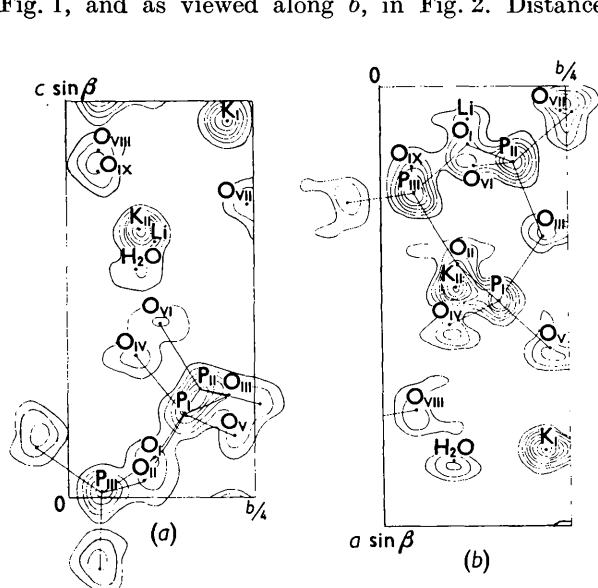 Fig. 1, and as viewed along b, in Fig. 2. Distance
c sin β
K_I
O_VIII
O_IX
O_VII
K_II
Li
H₂O
O_VI
O_IV
P_II
O_III
P_I
O_V
O_I
O_II
P_III
0
b/4
(a)
0
b/4
O_VII
Li
O_I
P_II
O_IX
P_III
O_VI
O_III
O_II
K_II
P_I
O_IV
O_V
O_VIII
H₂O
K_I
a sin β
(b)